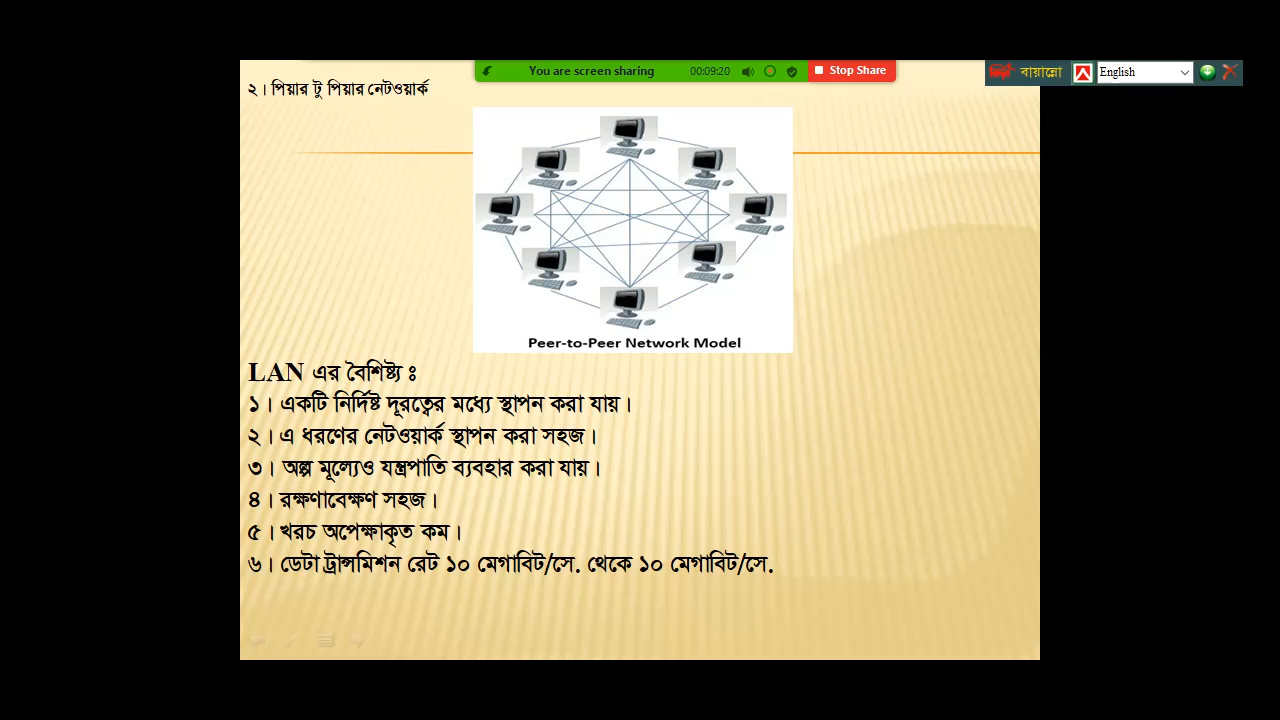 You are screen sharing 00:09:20 Stop Share
বায়ান্নো English
২। পিয়ার টু পিয়ার নেটওয়ার্ক
Peer-to-Peer Network Model
LAN এর বৈশিষ্ট্য ঃ
১। একটি নির্দিষ্ট দূরত্বের মধ্যে স্থাপন করা যায়।
২। এ ধরণের নেটওয়ার্ক স্থাপন করা সহজ।
৩। অল্প মূল্যেও যন্ত্রপাতি ব্যবহার করা যায়।
৪। রক্ষণাবেক্ষণ সহজ।
৫। খরচ অপেক্ষাকৃত কম।
৬। ডেটা ট্রান্সমিশন রেট ১০ মেগাবিট/সে. থেকে ১০ মেগাবিট/সে.